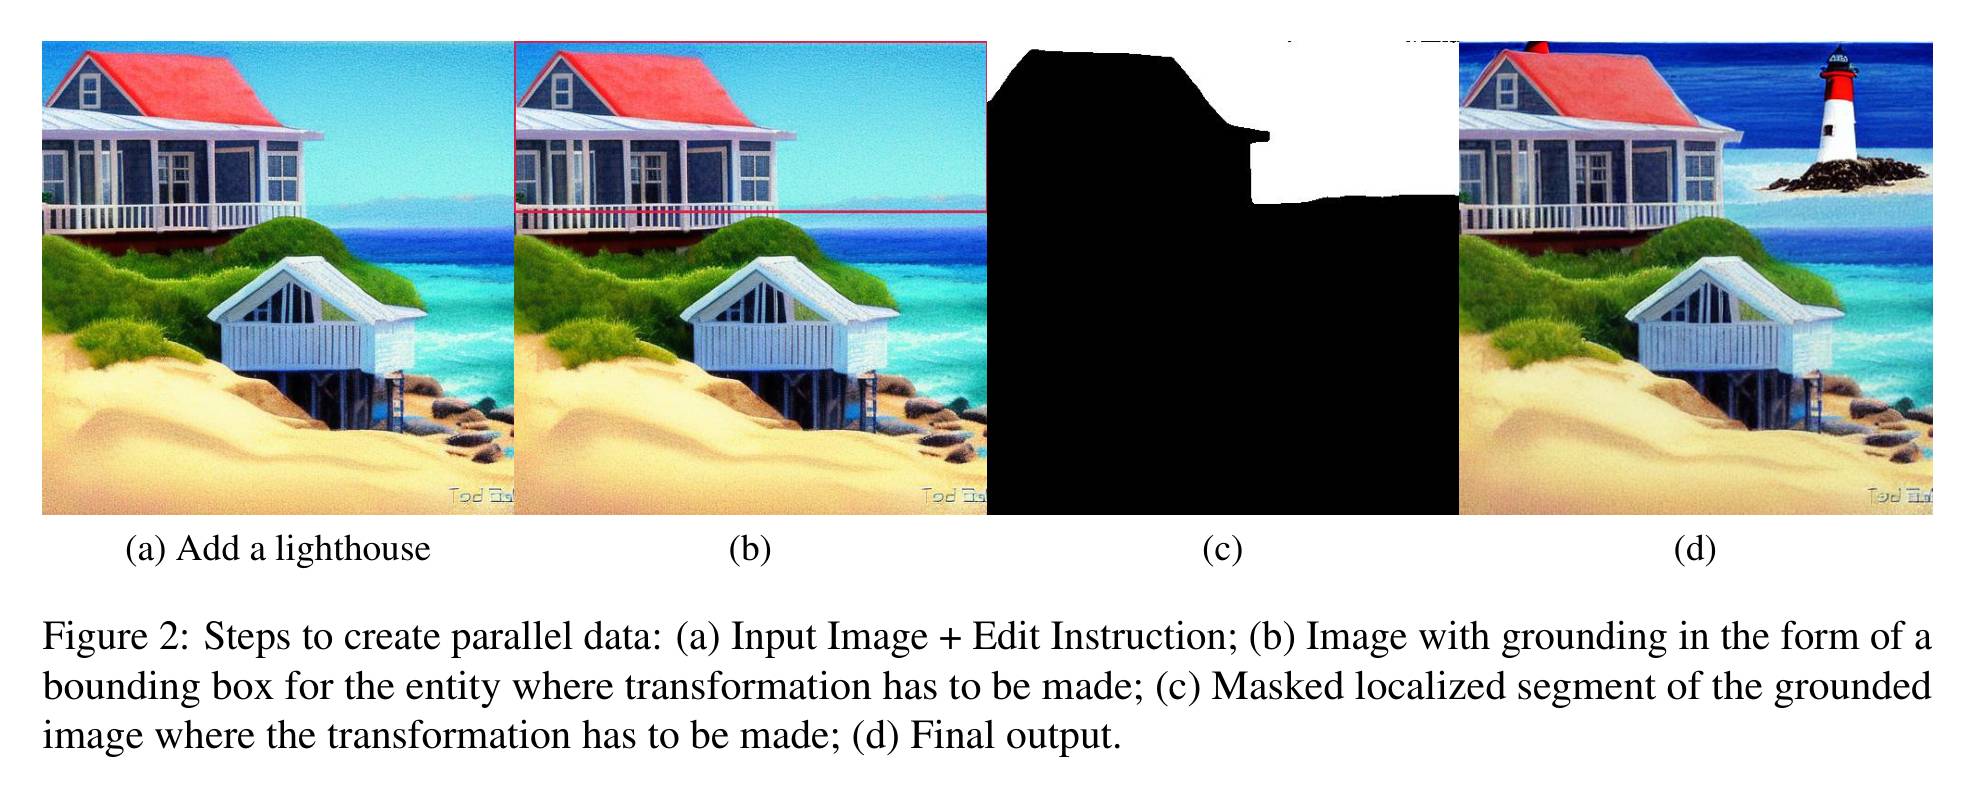 (a) Add a lighthouse
(b)
(c)
(d)
Figure 2: Steps to create parallel data: (a) Input Image + Edit Instruction; (b) Image with grounding in the form of a
bounding box for the entity where transformation has to be made; (c) Masked localized segment of the grounded
image where the transformation has to be made; (d) Final output.